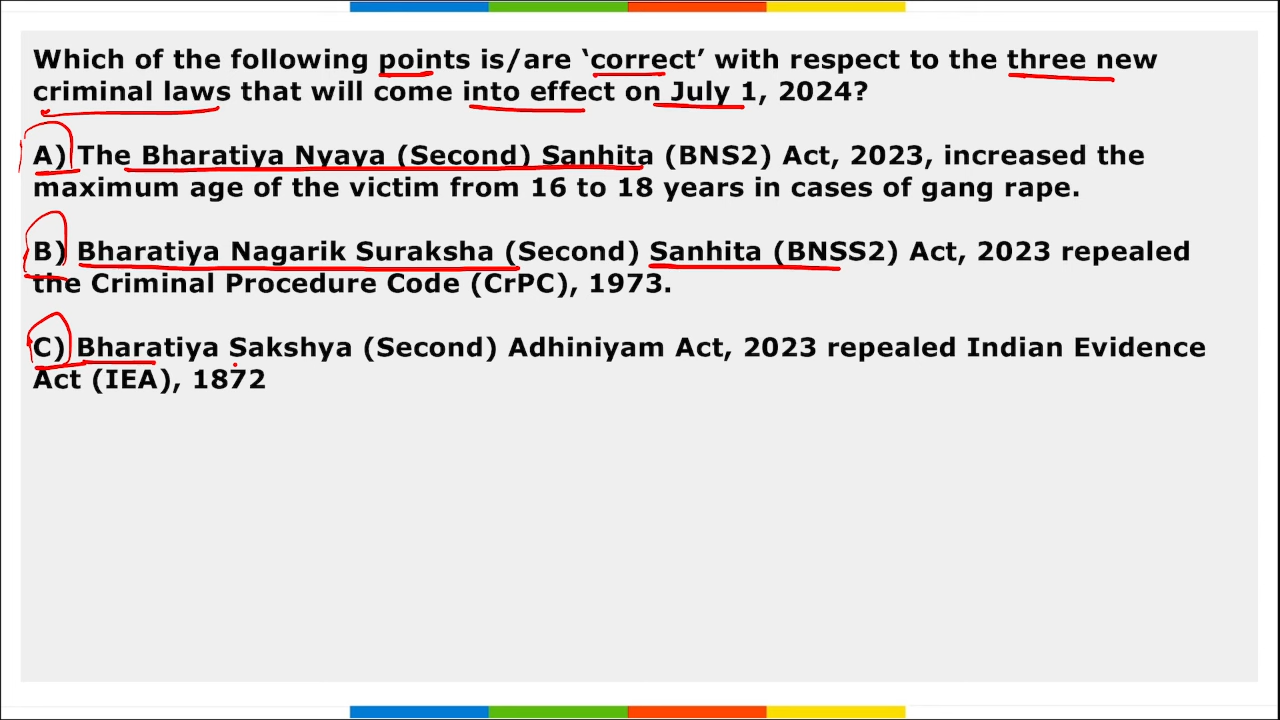 Which of the following points is/are ‘correct’ with respect to the three new
criminal laws that will come into effect on July 1, 2024?
A) The Bharatiya Nyaya (Second) Sanhita (BNS2) Act, 2023, increased the
maximum age of the victim from 16 to 18 years in cases of gang rape.
B) Bharatiya Nagarik Suraksha (Second) Sanhita (BNSS2) Act, 2023 repealed
the Criminal Procedure Code (CrPC), 1973.
C) Bharatiya Sakshya (Second) Adhiniyam Act, 2023 repealed Indian Evidence
Act (IEA), 1872